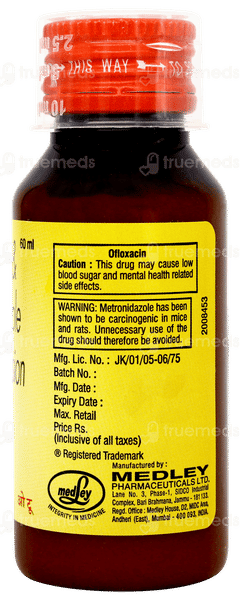 THIS WAY
2.5 ml
10 ml
truemeds
60 ml
Ofloxacin
Caution : This drug may cause low
blood sugar and mental health related
side effects.
WARNING: Metronidazole has been
shown to be carcinogenic in mice
and rats. Unnecessary use of the
drug should therefore be avoided.
2008453
Mfg. Lic. No. : JK/01/05-06/75
Batch No. :
Mfg. Date :
Expiry Date :
Max. Retail
Price Rs.
(Inclusive of all taxes)
® Registered Trademark
Manufactured by :
medley
INTEGRITY IN MEDICINE
MEDLEY
PHARMACEUTICALS LTD.
Lane No. 3, Phase-1, SIDCO Industrial
Complex, Bari Brahmana, Jammu - 181 133.
Regd. Office: Medley House, D2, MIDC Area,
Andheri (East), Mumbai - 400 093, INDIA.